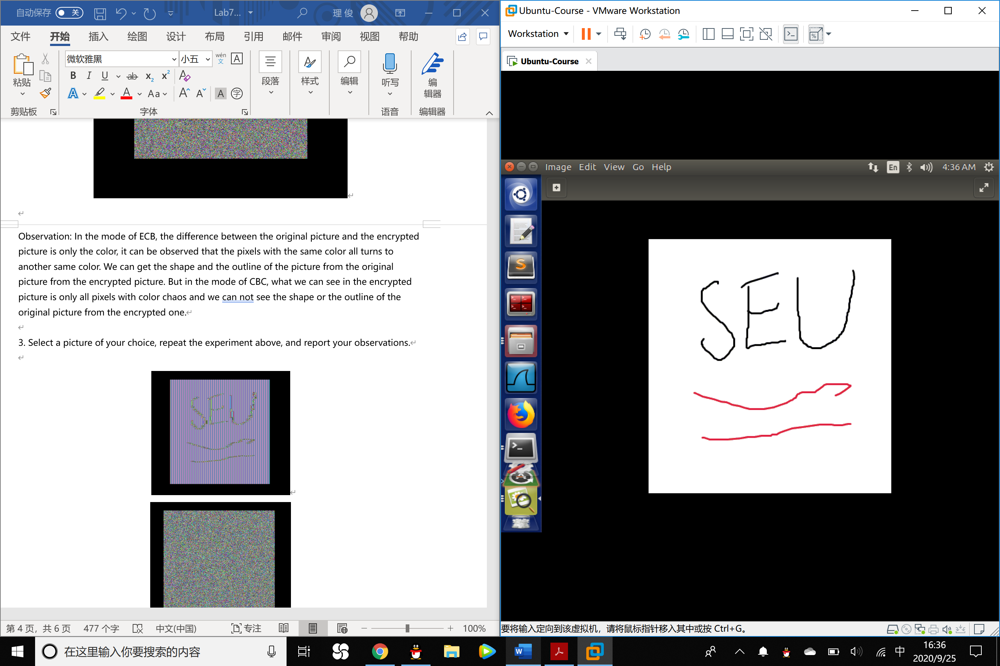 自动保存 关 Lab7... 理 俊
文件 开始 插入 绘图 设计 布局 引用 邮件 审阅 视图 帮助
粘贴
剪贴板
微软雅黑 小五 wén 文 A
B I U ab x2 x2 A
A A Aa A A A 字
字体
段落
样式
编辑
听写
语音
编
辑器
编辑器
Observation: In the mode of ECB, the difference between the original picture and the encrypted
picture is only the color, it can be observed that the pixels with the same color all turns to
another same color. We can get the shape and the outline of the picture from the original
picture from the encrypted picture. But in the mode of CBC, what we can see in the encrypted
picture is only all pixels with color chaos and we can not see the shape or the outline of the
original picture from the encrypted one.
3. Select a picture of your choice, repeat the experiment above, and report your observations.
SEU
第 4 页，共 6 页 477 个字 中文(中国) 专注 100%
Ubuntu-Course - VMware Workstation
Workstation
Ubuntu-Course
Image Edit View Go Help En 4:36 AM
SEU
要将输入定向到该虚拟机，请将鼠标指针移入其中或按 Ctrl+G。
在这里输入你要搜索的内容
中
16:36
2020/9/25